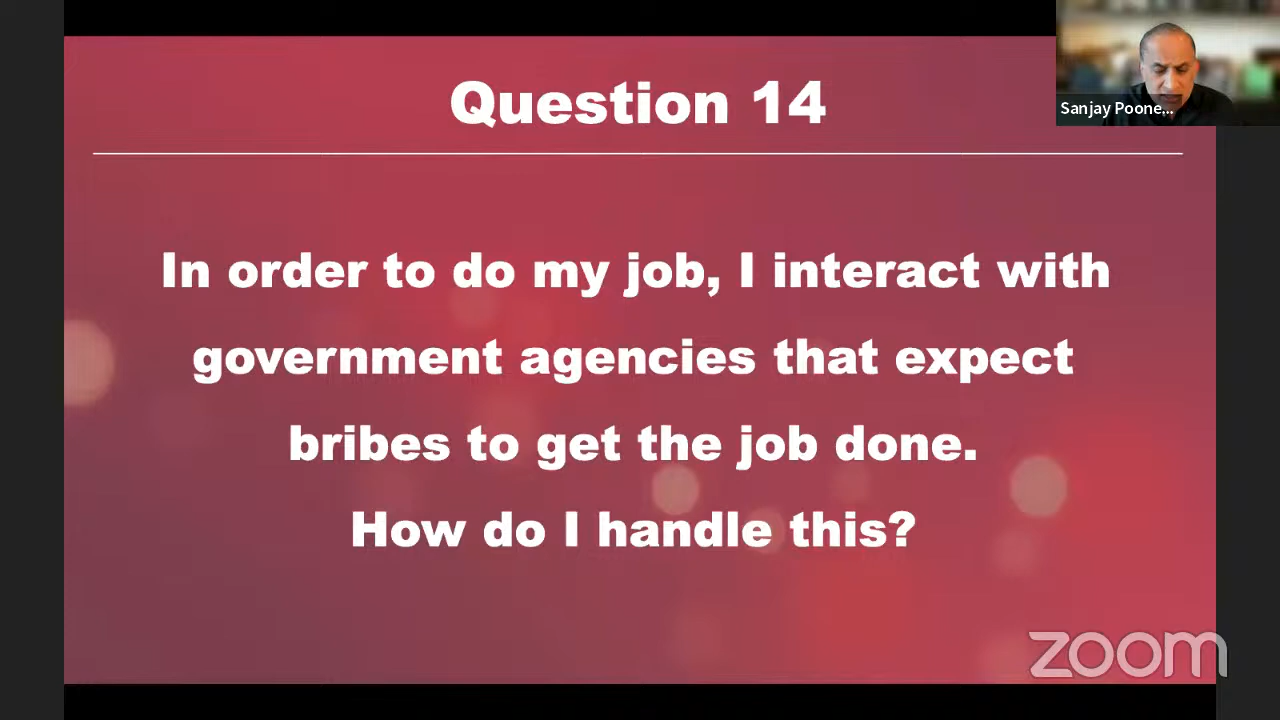 Question 14
Sanjay Poone...
In order to do my job, I interact with
government agencies that expect
bribes to get the job done.
How do I handle this?
zoom